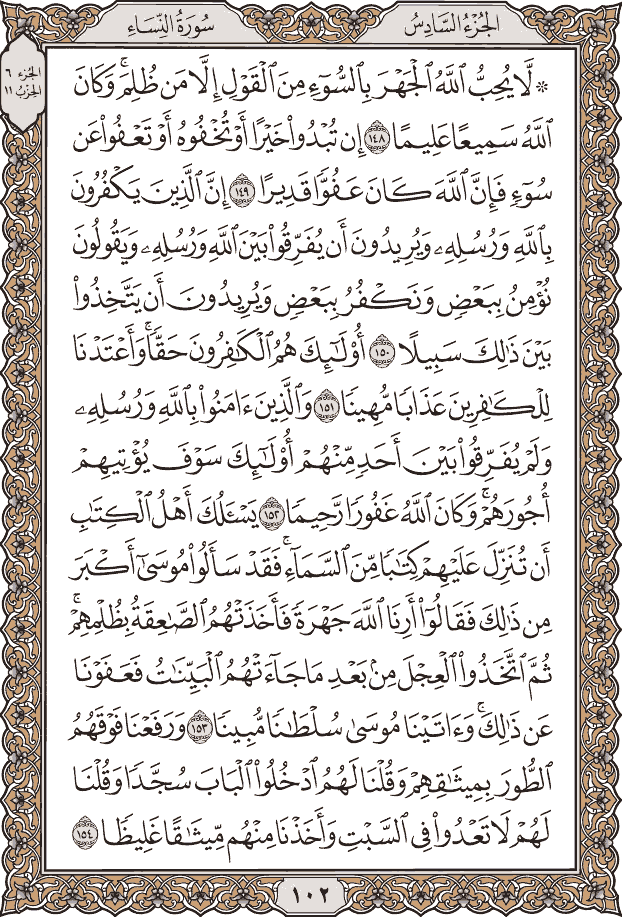 الجُزْءُ السَّادِسُ
سُورَةُ النِّسَاءِ
الجزء ٦
الحزب ١١
۞ لَّا يُحِبُّ ٱللَّهُ ٱلْجَهْرَ بِٱلسُّوٓءِ مِنَ ٱلْقَوْلِ إِلَّا مَن ظُلِمَۚ وَكَانَ
ٱللَّهُ سَمِيعًا عَلِيمًا ١٤٨ إِن تُبْدُوا۟ خَيْرًا أَوْ تُخْفُوهُ أَوْ تَعْفُوا۟ عَن
سُوٓءٍ فَإِنَّ ٱللَّهَ كَانَ عَفُوًّا قَدِيرًا ١٤٩ إِنَّ ٱلَّذِينَ يَكْفُرُونَ
بِٱللَّهِ وَرُسُلِهِۦ وَيُرِيدُونَ أَن يُفَرِّقُوا۟ بَيْنَ ٱللَّهِ وَرُسُلِهِۦ وَيَقُولُونَ
نُؤْمِنُ بِبَعْضٍ وَنَكْفُرُ بِبَعْضٍ وَيُرِيدُونَ أَن يَتَّخِذُوا۟
بَيْنَ ذَٰلِكَ سَبِيلًا ١٥٠ أُو۟لَـٰٓئِكَ هُمُ ٱلْكَـٰفِرُونَ حَقًّاۚ وَأَعْتَدْنَا
لِلْكَـٰفِرِينَ عَذَابًا مُّهِينًا ١٥١ وَٱلَّذِينَ ءَامَنُوا۟ بِٱللَّهِ وَرُسُلِهِۦ
وَلَمْ يُفَرِّقُوا۟ بَيْنَ أَحَدٍ مِّنْهُمْ أُو۟لَـٰٓئِكَ سَوْفَ يُؤْتِيهِمْ
أُجُورَهُمْۚ وَكَانَ ٱللَّهُ غَفُورًا رَّحِيمًا ١٥٢ يَسْـَٔلُكَ أَهْلُ ٱلْكِتَـٰبِ
أَن تُنَزِّلَ عَلَيْهِمْ كِتَـٰبًا مِّنَ ٱلسَّمَآءِۚ فَقَدْ سَأَلُوا۟ مُوسَىٰٓ أَكْبَرَ
مِن ذَٰلِكَ فَقَالُوٓا۟ أَرِنَا ٱللَّهَ جَهْرَةً فَأَخَذَتْهُمُ ٱلصَّـٰعِقَةُ بِظُلْمِهِمْۚ
ثُمَّ ٱتَّخَذُوا۟ ٱلْعِجْلَ مِنۢ بَعْدِ مَا جَآءَتْهُمُ ٱلْبَيِّنَـٰتُ فَعَفَوْنَا
عَن ذَٰلِكَۚ وَءَاتَيْنَا مُوسَىٰ سُلْطَـٰنًا مُّبِينًا ١٥٣ وَرَفَعْنَا فَوْقَهُمُ
ٱلطُّورَ بِمِيثَـٰقِهِمْ وَقُلْنَا لَهُمُ ٱدْخُلُوا۟ ٱلْبَابَ سُجَّدًا وَقُلْنَا
لَهُمْ لَا تَعْدُوا۟ فِى ٱلسَّبْتِ وَأَخَذْنَا مِنْهُم مِّيثَـٰقًا غَلِيظًا ١٥٤
١٠٢